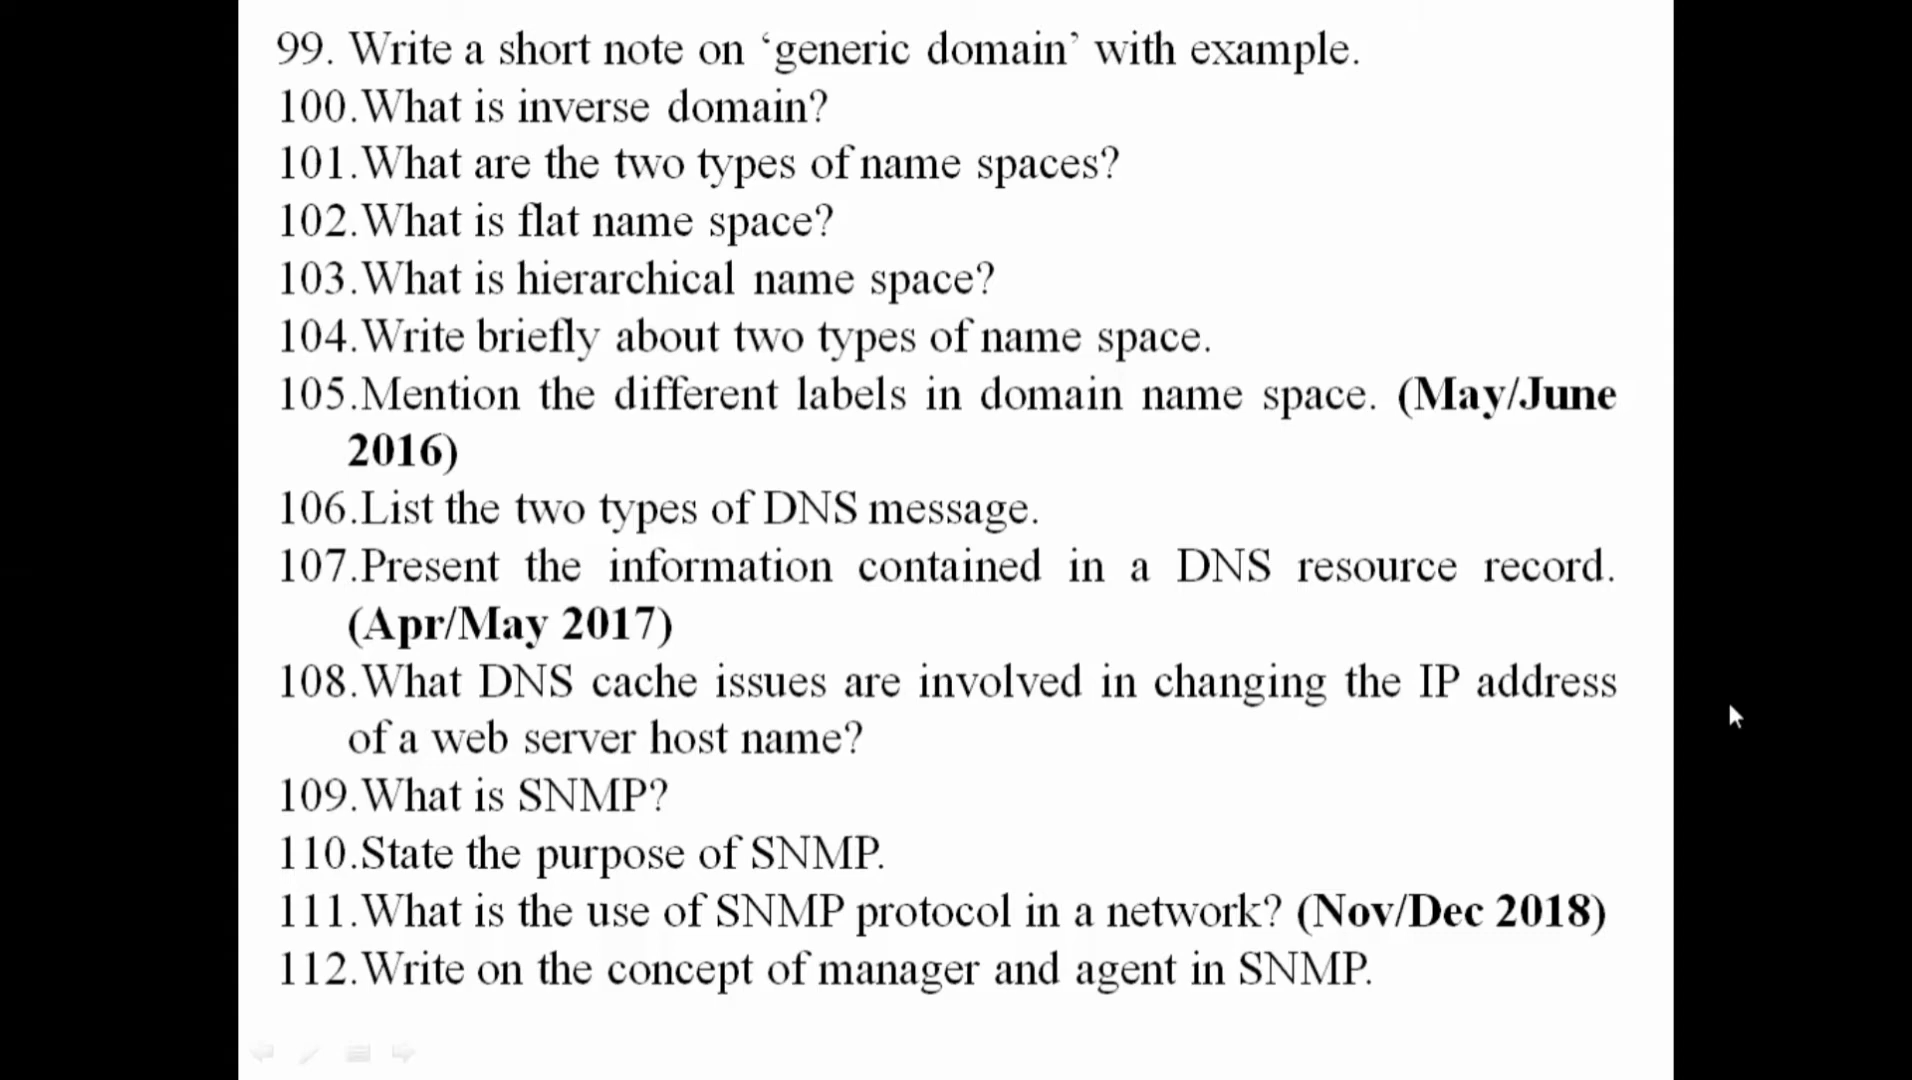 99. Write a short note on ‘generic domain’ with example.
100.What is inverse domain?
101.What are the two types of name spaces?
102.What is flat name space?
103.What is hierarchical name space?
104.Write briefly about two types of name space.
105.Mention the different labels in domain name space. (May/June
2016)
106.List the two types of DNS message.
107.Present the information contained in a DNS resource record.
(Apr/May 2017)
108.What DNS cache issues are involved in changing the IP address
of a web server host name?
109.What is SNMP?
110.State the purpose of SNMP.
111.What is the use of SNMP protocol in a network? (Nov/Dec 2018)
112.Write on the concept of manager and agent in SNMP.